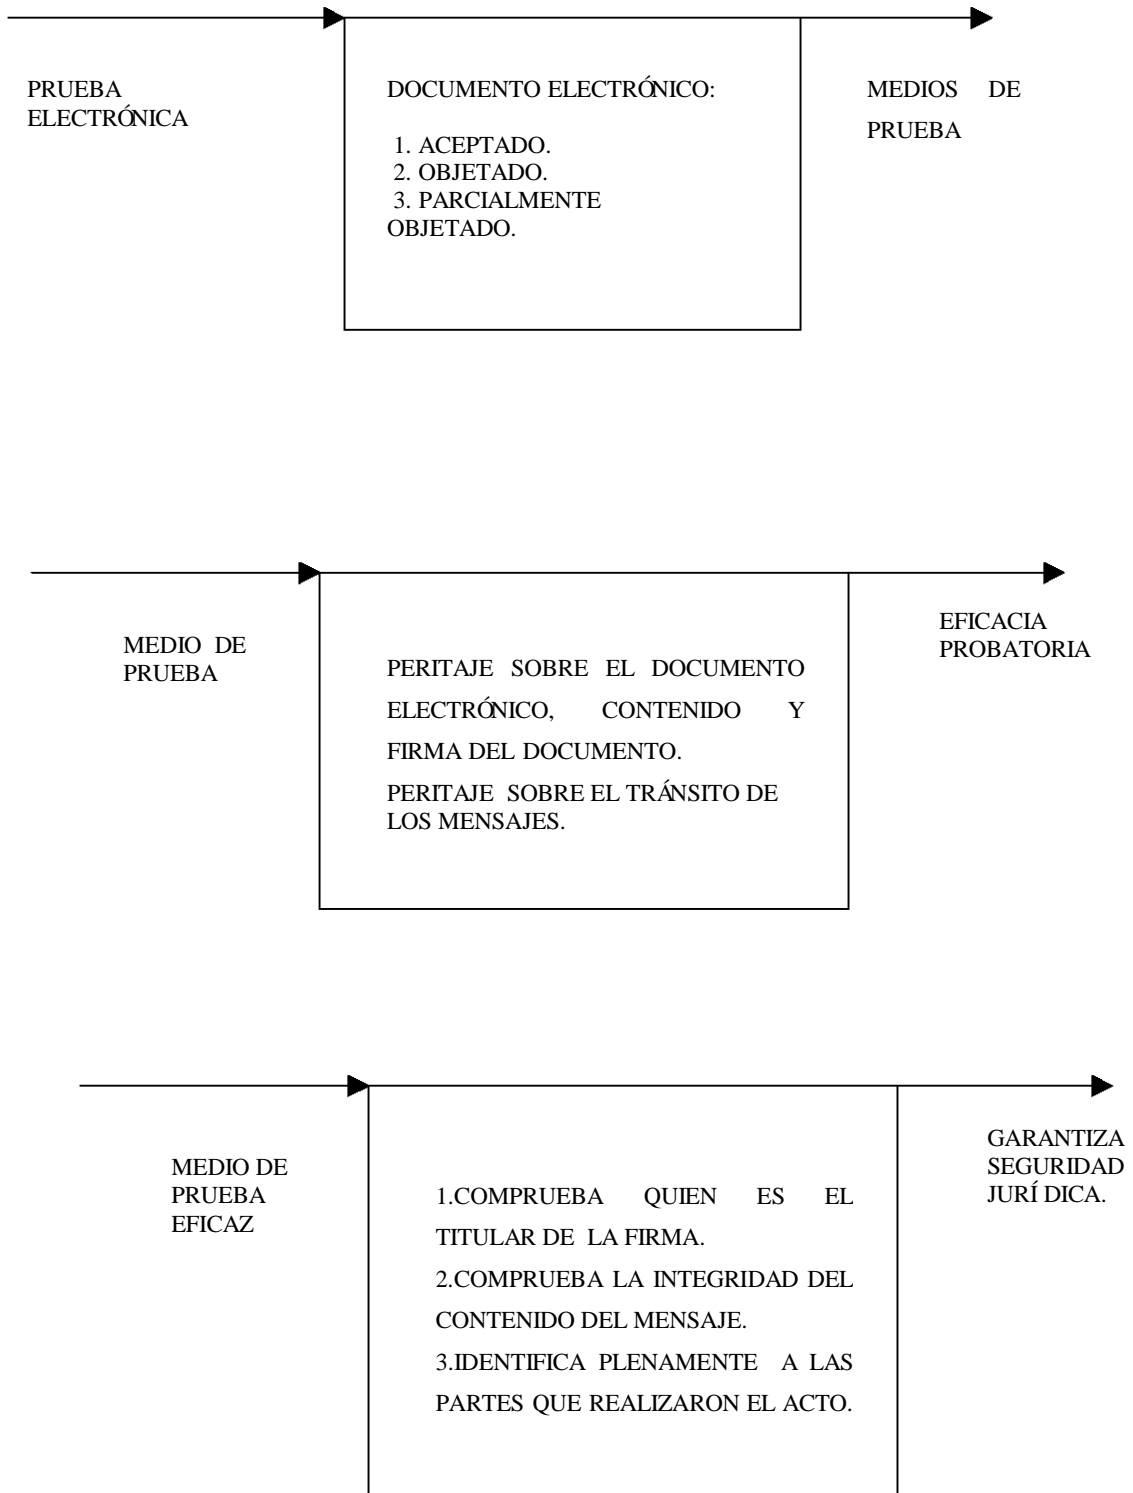 PRUEBA
ELECTRÓNICA
DOCUMENTO ELECTRÓNICO:
1. ACEPTADO.
2. OBJETADO.
3. PARCIALMENTE
OBJETADO.
MEDIOS DE
PRUEBA
MEDIO DE
PRUEBA
PERITAJE SOBRE EL DOCUMENTO
ELECTRÓNICO, CONTENIDO Y
FIRMA DEL DOCUMENTO.
PERITAJE SOBRE EL TRÁNSITO DE
LOS MENSAJES.
EFICACIA
PROBATORIA
MEDIO DE
PRUEBA
EFICAZ
1.COMPRUEBA QUIEN ES EL
TITULAR DE LA FIRMA.
2.COMPRUEBA LA INTEGRIDAD DEL
CONTENIDO DEL MENSAJE.
3.IDENTIFICA PLENAMENTE A LAS
PARTES QUE REALIZARON EL ACTO.
GARANTIZA
SEGURIDAD
JURÍ DICA.